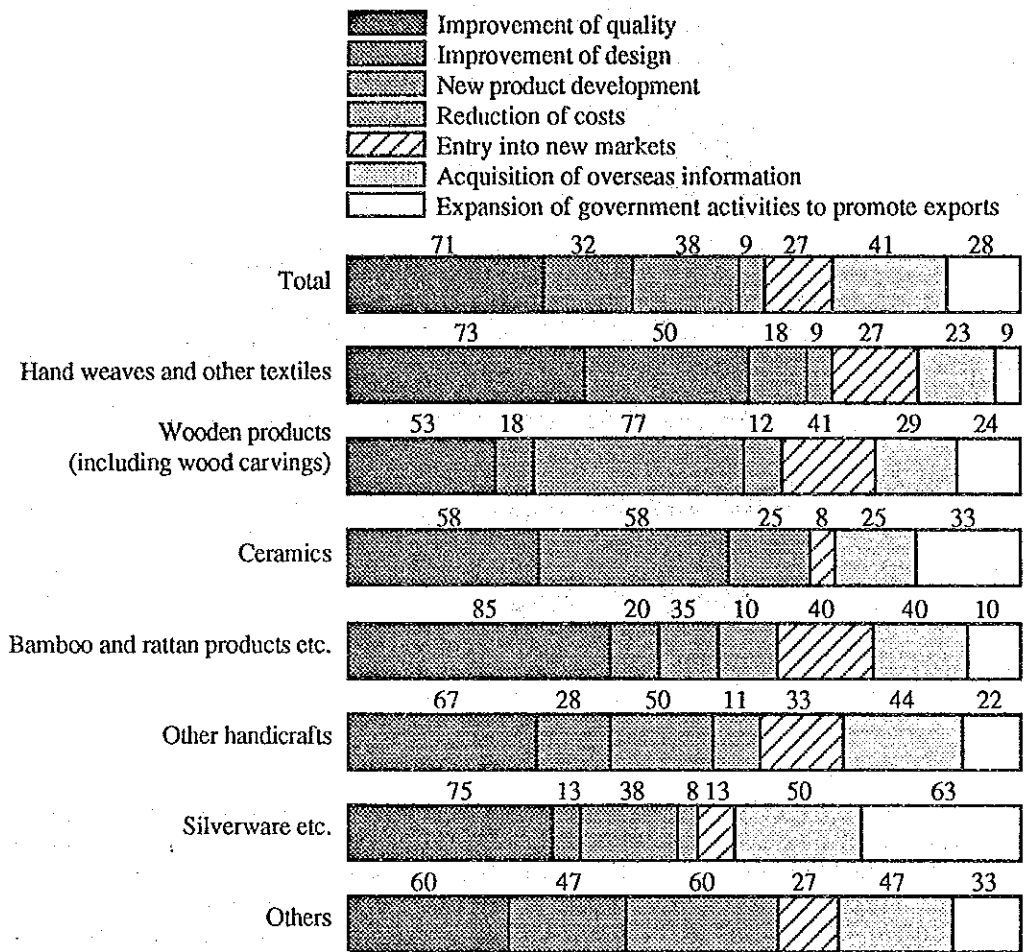 Improvement of quality
Improvement of design
New product development
Reduction of costs
Entry into new markets
Acquisition of overseas information
Expansion of government activities to promote exports
71 32 38 9 27 41 28
Total
73 50 18 9 27 23 9
Hand weaves and other textiles
53 18 77 12 41 29 24
Wooden products
(including wood carvings)
58 58 25 8 25 33
Ceramics
85 20 35 10 40 40 10
Bamboo and rattan products etc.
67 28 50 11 33 44 22
Other handicrafts
75 13 38 8 13 50 63
Silverware etc.
60 47 60 27 47 33
Others